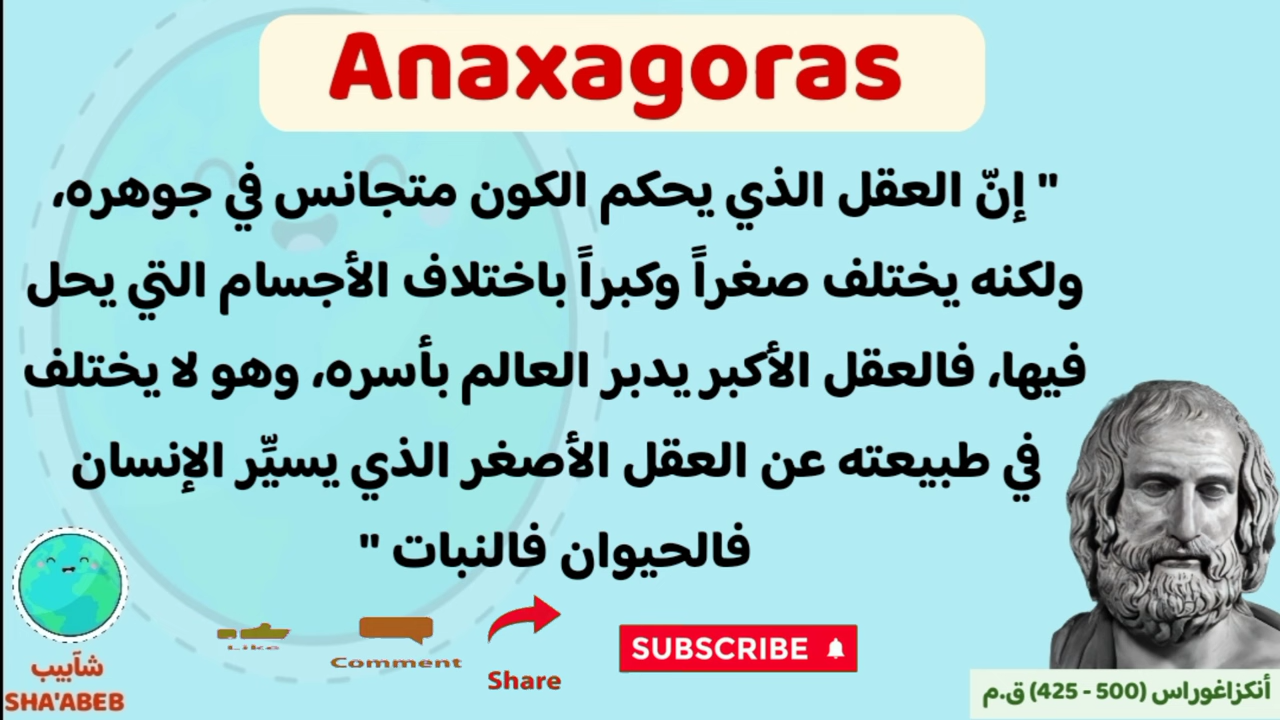 Anaxagoras
" إنّ العقل الذي يحكم الكون متجانس في جوهره،
ولكنه يختلف صغراً وكبراً باختلاف الأجسام التي يحل
فيها، فالعقل الأكبر يدبر العالم بأسره، وهو لا يختلف
في طبيعته عن العقل الأصغر الذي يسيِّر الإنسان
فالحيوان فالنبات "
Like
Comment
Share
SUBSCRIBE
شآبيب
SHA'ABEB
أنكزاغوراس (500 - 425) ق.م